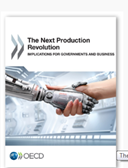 The Next Production
Revolution
IMPLICATIONS FOR GOVERNMENTS AND BUSINESS
OECD